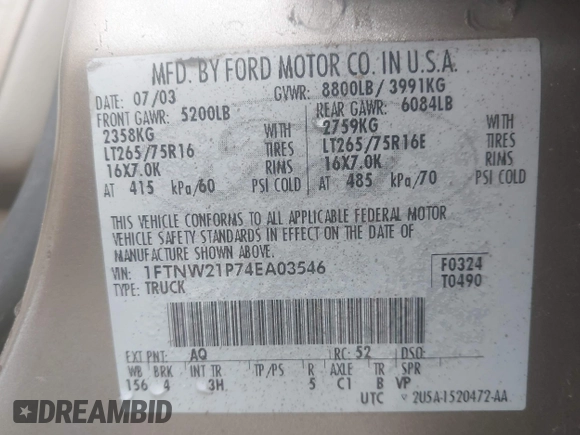 MFD. BY FORD MOTOR CO. IN U.S.A.
DATE: 07/03 GVWR: 8800LB/ 3991KG
FRONT GAWR: 5200LB REAR GAWR: 6084LB
2358KG 2759KG
LT265/75R16 TIRES LT265/75R16E TIRES
16X7.0K RIMS 16X7.0K RIMS
AT 415 kPa/60 PSI COLD AT 485 kPa/70 PSI COLD
THIS VEHICLE CONFORMS TO ALL APPLICABLE FEDERAL MOTOR
VEHICLE SAFETY STANDARDS IN EFFECT ON THE DATE OF
MANUFACTURE SHOWN ABOVE.
VIN: 1FTNW21P74EA03546 F0324
TYPE: TRUCK T0490
EXT PNT: AQ RC: 52 DSO:
WB BRK INT TR TP/PS R AXLE TR SPR
156 4 3H 5 C1 B VP
UTC 2U5A-1520472-AA
DREAMBID DREAMBID